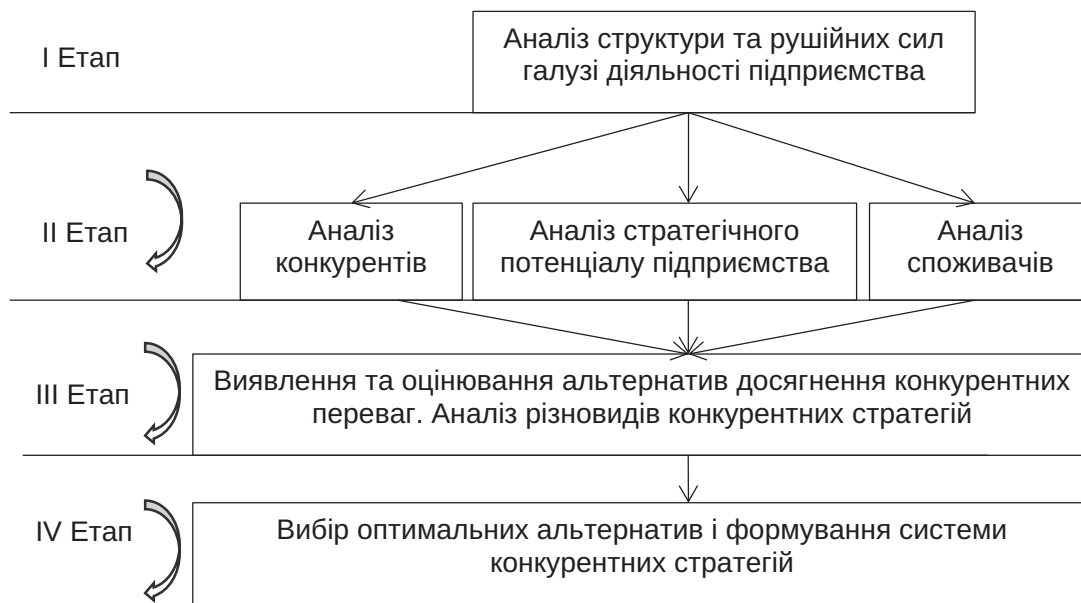 І Етап
Аналіз структури та рушійних сил
галузі діяльності підприємства
ІІ Етап
Аналіз
конкурентів
Аналіз стратегічного
потенціалу підприємства
Аналіз
споживачів
ІІІ Етап
Виявлення та оцінювання альтернатив досягнення конкурентних
переваг. Аналіз різновидів конкурентних стратегій
IV Етап
Вибір оптимальних альтернатив і формування системи
конкурентних стратегій